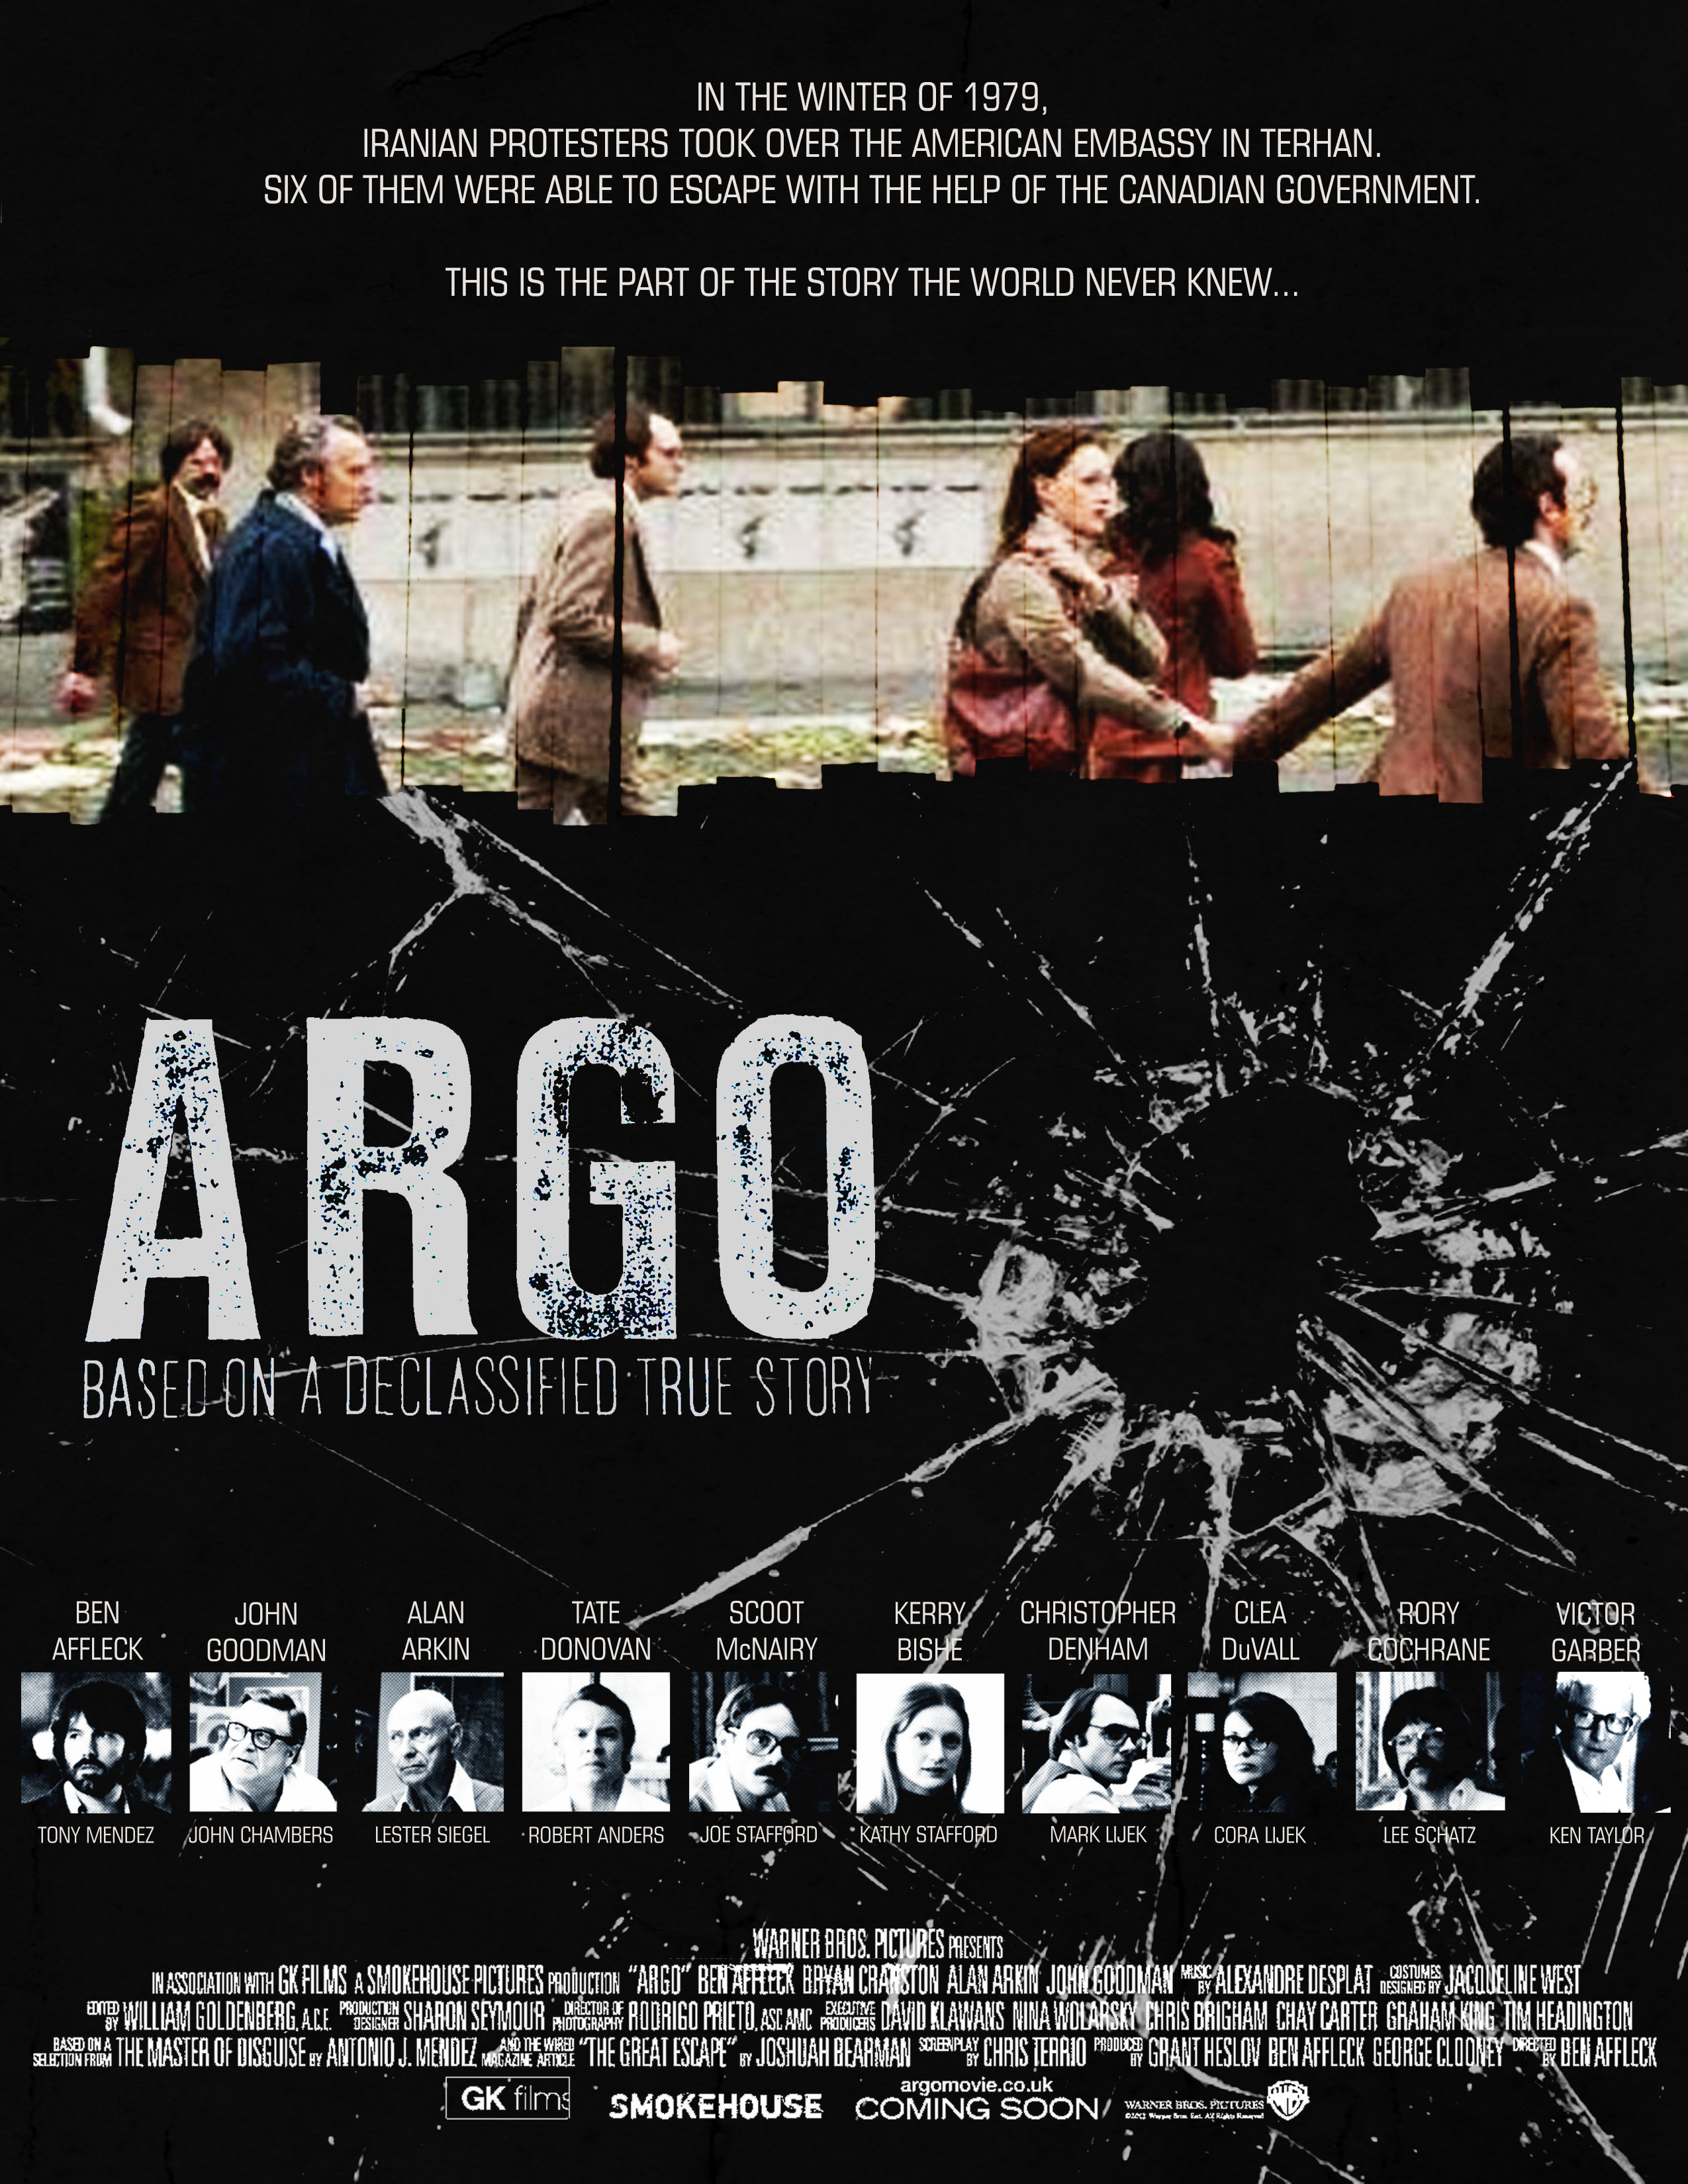 IN THE WINTER OF 1979,
IRANIAN PROTESTERS TOOK OVER THE AMERICAN EMBASSY IN TERHAN.
SIX OF THEM WERE ABLE TO ESCAPE WITH THE HELP OF THE CANADIAN GOVERNMENT.
THIS IS THE PART OF THE STORY THE WORLD NEVER KNEW...
ARGO
BASED ON A DECLASSIFIED TRUE STORY
BEN AFFLECK
JOHN GOODMAN
ALAN ARKIN
TATE DONOVAN
SCOOT McNAIRY
KERRY BISHE
CHRISTOPHER DENHAM
CLEA DuVALL
RORY COCHRANE
VICTOR GARBER
TONY MENDEZ
JOHN CHAMBERS
LESTER SIEGEL
ROBERT ANDERS
JOE STAFFORD
KATHY STAFFORD
MARK LIJEK
CORA LIJEK
LEE SCHATZ
KEN TAYLOR
WARNER BROS. PICTURES PRESENTS
IN ASSOCIATION WITH GK FILMS A SMOKEHOUSE PICTURES PRODUCTION "ARGO" BEN AFFLECK BRYAN CRANSTON ALAN ARKIN JOHN GOODMAN MUSIC BY ALEXANDRE DESPLAT COSTUMES DESIGNED BY JACQUELINE WEST
EDITED BY WILLIAM GOLDENBERG, A.C.E. PRODUCTION DESIGNER SHARON SEYMOUR DIRECTOR OF PHOTOGRAPHY RODRIGO PRIETO, ASC AMC EXECUTIVE PRODUCERS DAVID KLAWANS NINA WOLARSKY CHRIS BRIGHAM CHAY CARTER GRAHAM KING TIM HEADINGTON
BASED ON A SELECTION FROM THE MASTER OF DISGUISE BY ANTONIO J. MENDEZ AND THE WIRED MAGAZINE ARTICLE "THE GREAT ESCAPE" BY JOSHUAH BEARMAN SCREENPLAY BY CHRIS TERRIO PRODUCED BY GRANT HESLOV BEN AFFLECK GEORGE CLOONEY DIRECTED BY BEN AFFLECK
GK films
SMOKEHOUSE
argomovie.co.uk
COMING SOON
WARNER BROS. PICTURES
©2012 Warner Bros. Ent. All Rights Reserved
WB